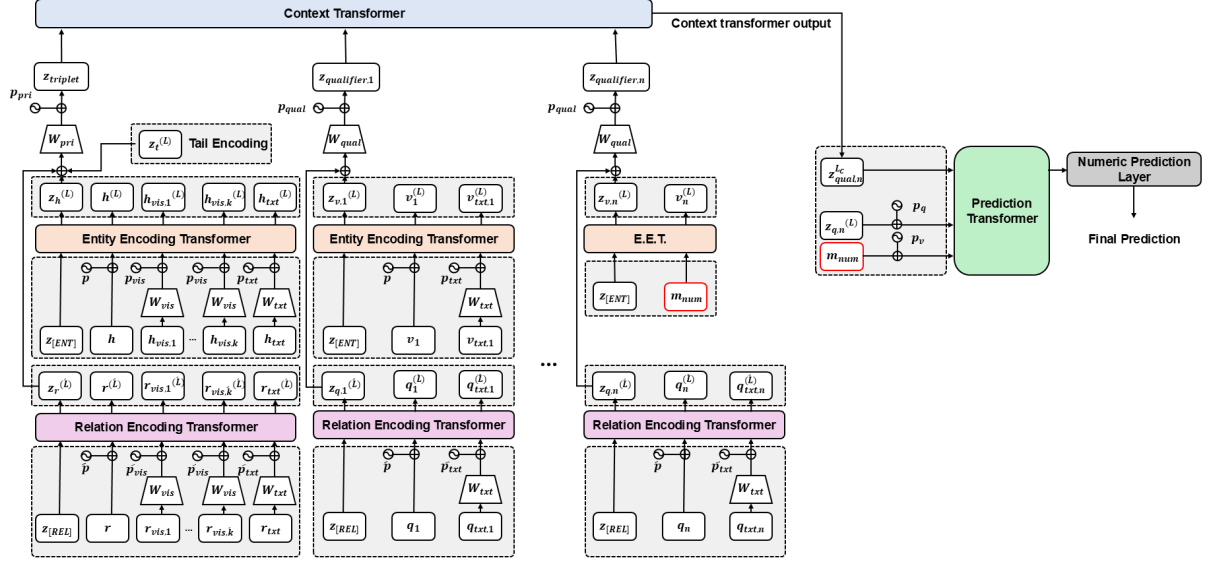 Context Transformer
Context transformer output
z_triplet
z_qualifier,1
z_qualifier,n
p_pri
p_qual
p_qual
W_pri
W_qual
W_qual
z_t^(L)
Tail Encoding
z_h^(L) h^(L) h_vis,1^(L) h_vis,k^(L) h_txt^(L)
z_v,1^(L) v_1^(L) v_txt,1^(L)
z_v,n^(L) v_n^(L)
Entity Encoding Transformer
Entity Encoding Transformer
E.E.T.
p p_vis p_vis p_txt
p p_txt
W_vis W_vis W_txt
W_txt
z_[ENT] h h_vis,1 ... h_vis,k h_txt
z_[ENT] v_1 v_txt,1
z_[ENT] m_num
...
z_r^(L̂) r^(L̂) r_vis,1^(L̂) r_vis,k̂^(L̂) r_txt^(L̂)
z_q,1^(L̂) q_1^(L̂) q_txt,1^(L̂)
z_q,n^(L̂) q_n^(L̂) q_txt,n^(L̂)
Relation Encoding Transformer
Relation Encoding Transformer
Relation Encoding Transformer
p̂ p̂_vis p̂_vis p̂_txt
p̂ p̂_txt
p̂ p̂_txt
W_vis W_vis W_txt
W_txt
W_txt
z_[REL] r r_vis,1 ... r_vis,k̂ r_txt
z_[REL] q_1 q_txt,1
z_[REL] q_n q_txt,n
z_qualn^L_C
z_q,n^(L)
m_num
p_q
p_v
Prediction
Transformer
Numeric Prediction
Layer
Final Prediction